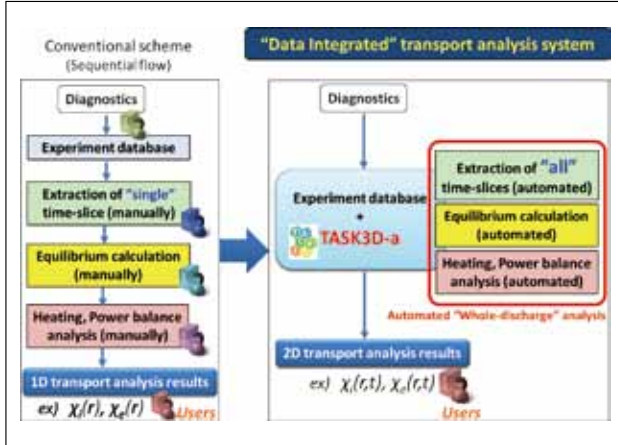 Conventional scheme
(Sequential flow)
Diagnostics
Experiment database
Extraction of "single"
time-slice (manually)
Equilibrium calculation
(manually)
Heating, Power balance
analysis (manually)
1D transport analysis results
ex) χi(r), χe(r)
Users
"Data Integrated" transport analysis system
Diagnostics
Experiment database
+
TASK3D-a
Extraction of "all"
time-slices (automated)
Equilibrium calculation
(automated)
Heating, Power balance
analysis (automated)
Automated "Whole-discharge" analysis
2D transport analysis results
ex) χi(r,t), χe(r,t)
Users